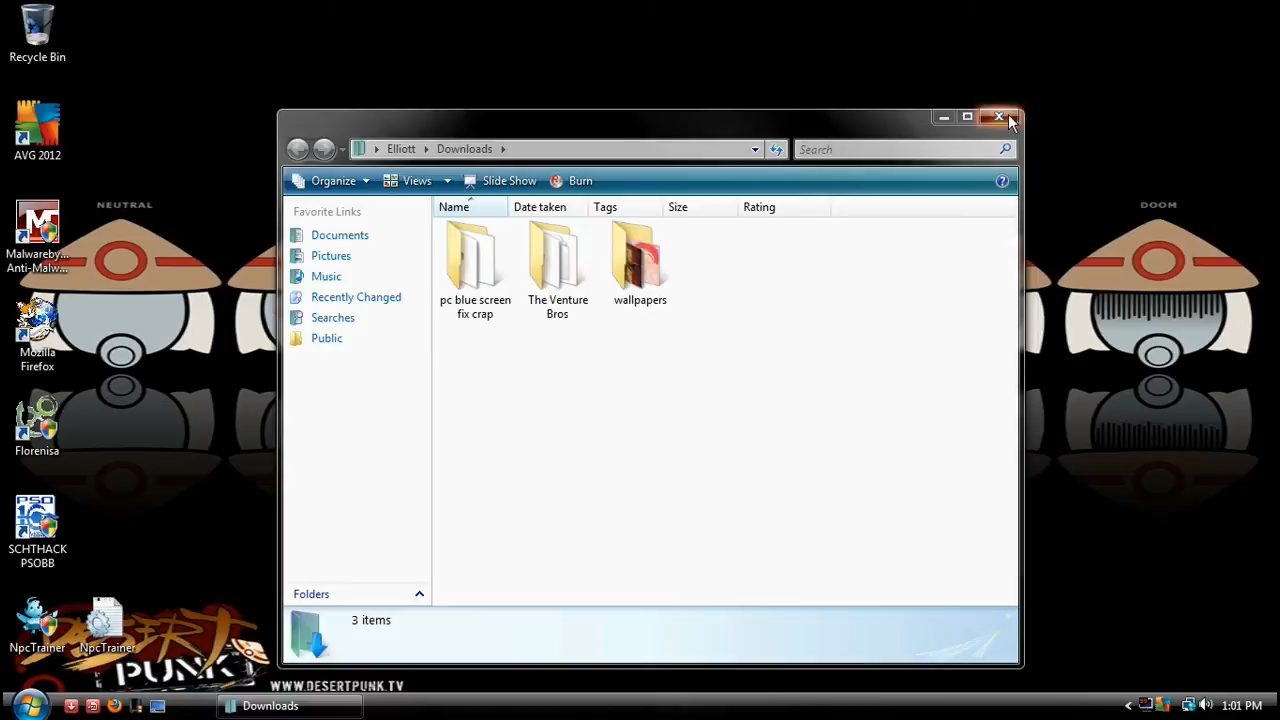 Recycle Bin
AVG 2012
Malwareby...
Anti-Malw...
Mozilla
Firefox
Florenisa
SCHTHACK
PSOBB
NpcTrainer
NpcTrainer
NEUTRAL
DOOM
Elliott
Downloads
Search
Organize
Views
Slide Show
Burn
Favorite Links
Documents
Pictures
Music
Recently Changed
Searches
Public
Folders
Name
Date taken
Tags
Size
Rating
pc blue screen
fix crap
The Venture
Bros
wallpapers
3 items
DESERT
PUNK
WWW.DESERTPUNK.TV
Downloads
1:01 PM